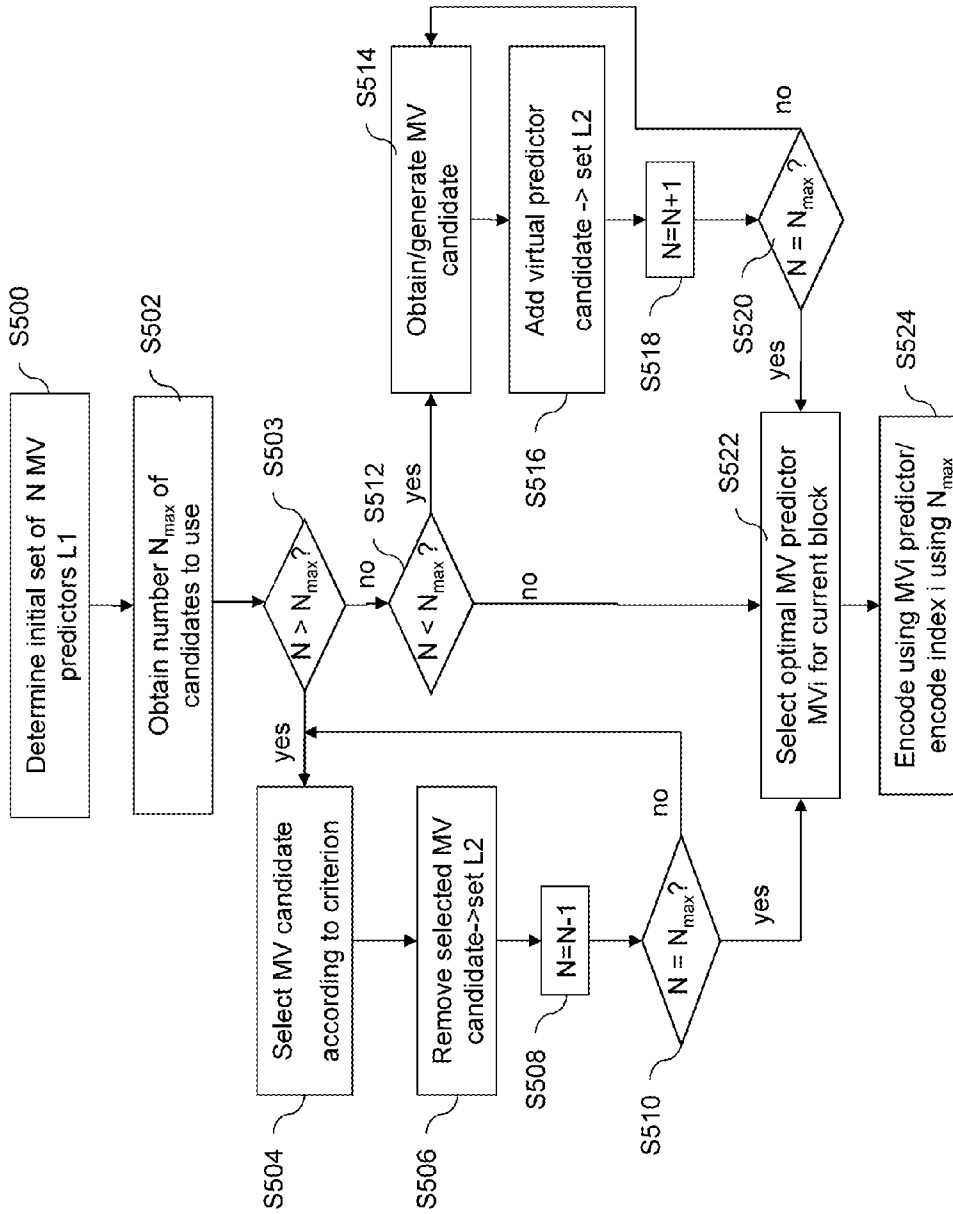 S500
Determine initial set of N MV
predictors L1
S502
Obtain number Nmax of
candidates to use
S503
N > Nmax?
yes
no
S504
Select MV candidate
according to criterion
S506
Remove selected MV
candidate->set L2
S508
N=N-1
S510
N = Nmax?
no
yes
S512
N < Nmax?
yes
no
S514
Obtain/generate MV
candidate
S516
Add virtual predictor
candidate -> set L2
S518
N=N+1
S520
N = Nmax?
no
yes
S522
Select optimal MV predictor
MVi for current block
S524
Encode using MVi predictor/
encode index i using Nmax